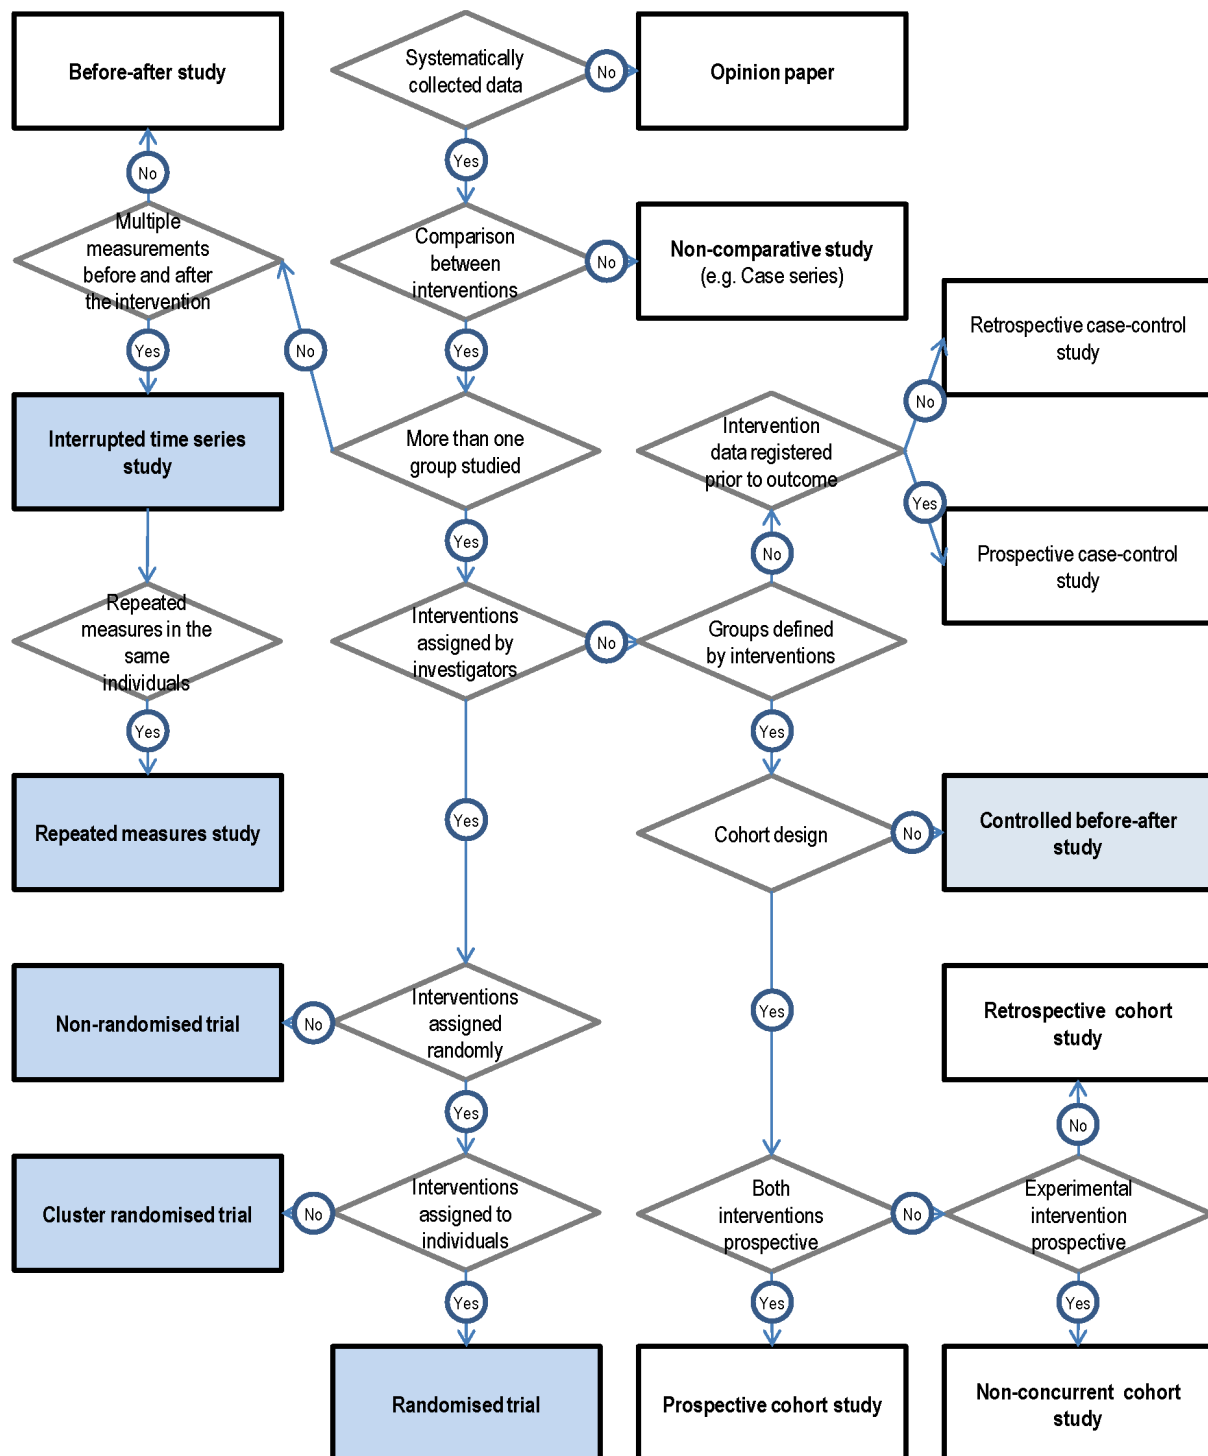 Before-after study
Systematically
collected data
No
Opinion paper
Yes
No
Multiple
measurements
before and after
the intervention
Comparison
between
interventions
No
Non-comparative study
(e.g. Case series)
Yes
No
Yes
Retrospective case-control
study
No
Interrupted time series
study
More than one
group studied
Intervention
data registered
prior to outcome
Yes
Yes
No
Prospective case-control
study
Repeated
measures in the
same
individuals
Interventions
assigned by
investigators
No
Groups defined
by interventions
Yes
Yes
Repeated measures study
Yes
Cohort design
No
Controlled before-after
study
Non-randomised trial
No
Interventions
assigned
randomly
Yes
Retrospective cohort
study
Yes
No
Cluster randomised trial
No
Interventions
assigned to
individuals
Both
interventions
prospective
No
Experimental
intervention
prospective
Yes
Yes
Yes
Randomised trial
Prospective cohort study
Non-concurrent cohort
study